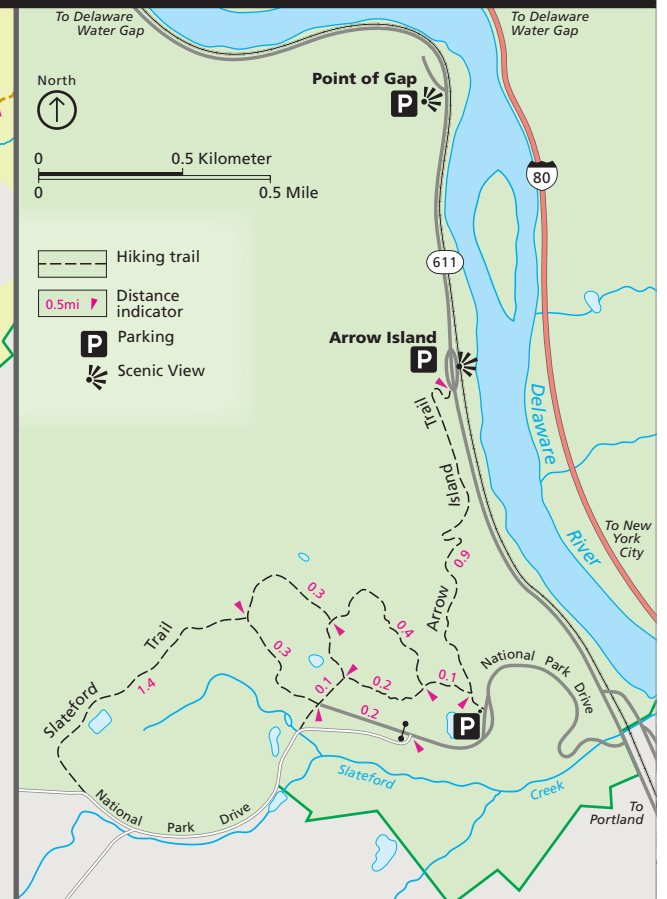 To Delaware
Water Gap
To Delaware
Water Gap
North
Point of Gap
P
0 0.5 Kilometer
0 0.5 Mile
80
Hiking trail
0.5mi
Distance
indicator
P
Parking
Scenic View
611
Arrow Island
P
Delaware
River
To New
York
City
Arrow Island Trail
0.9
0.3
0.4
0.3
Slateford Trail
1.4
0.1
0.2
0.1
0.2
P
National Park Drive
Slateford
Creek
National Park Drive
To
Portland